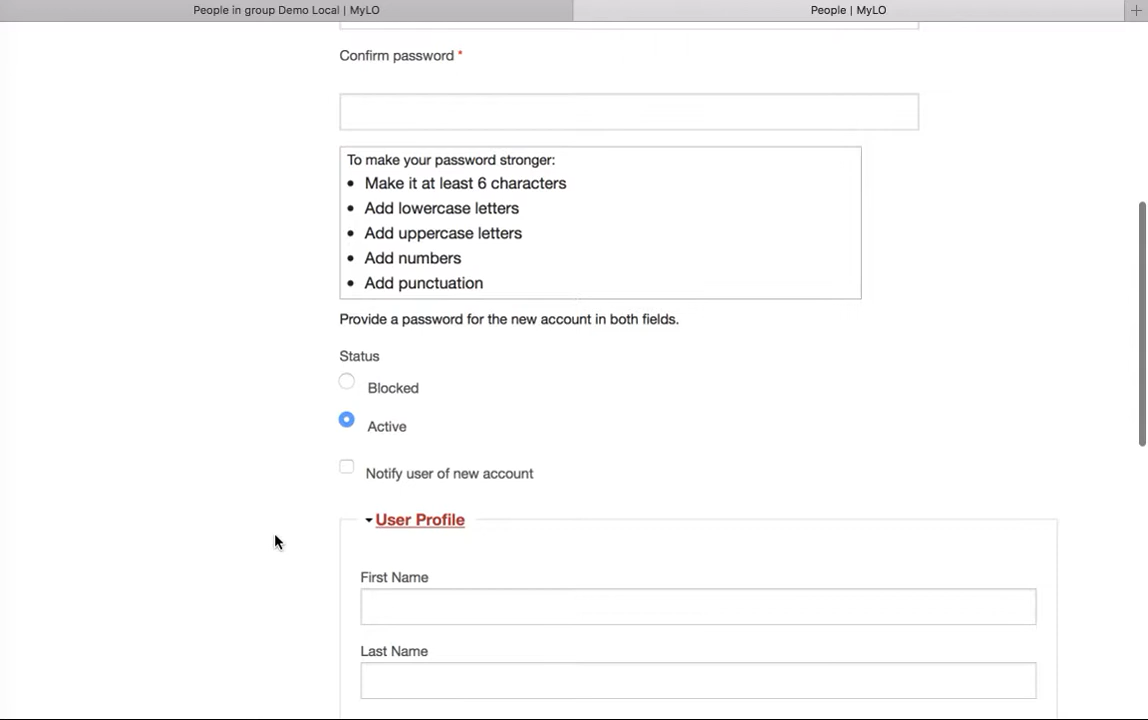 People in group Demo Local | MyLO
People | MyLO
Confirm password *
To make your password stronger:
• Make it at least 6 characters
• Add lowercase letters
• Add uppercase letters
• Add numbers
• Add punctuation
Provide a password for the new account in both fields.
Status
Blocked
Active
Notify user of new account
User Profile
First Name
Last Name